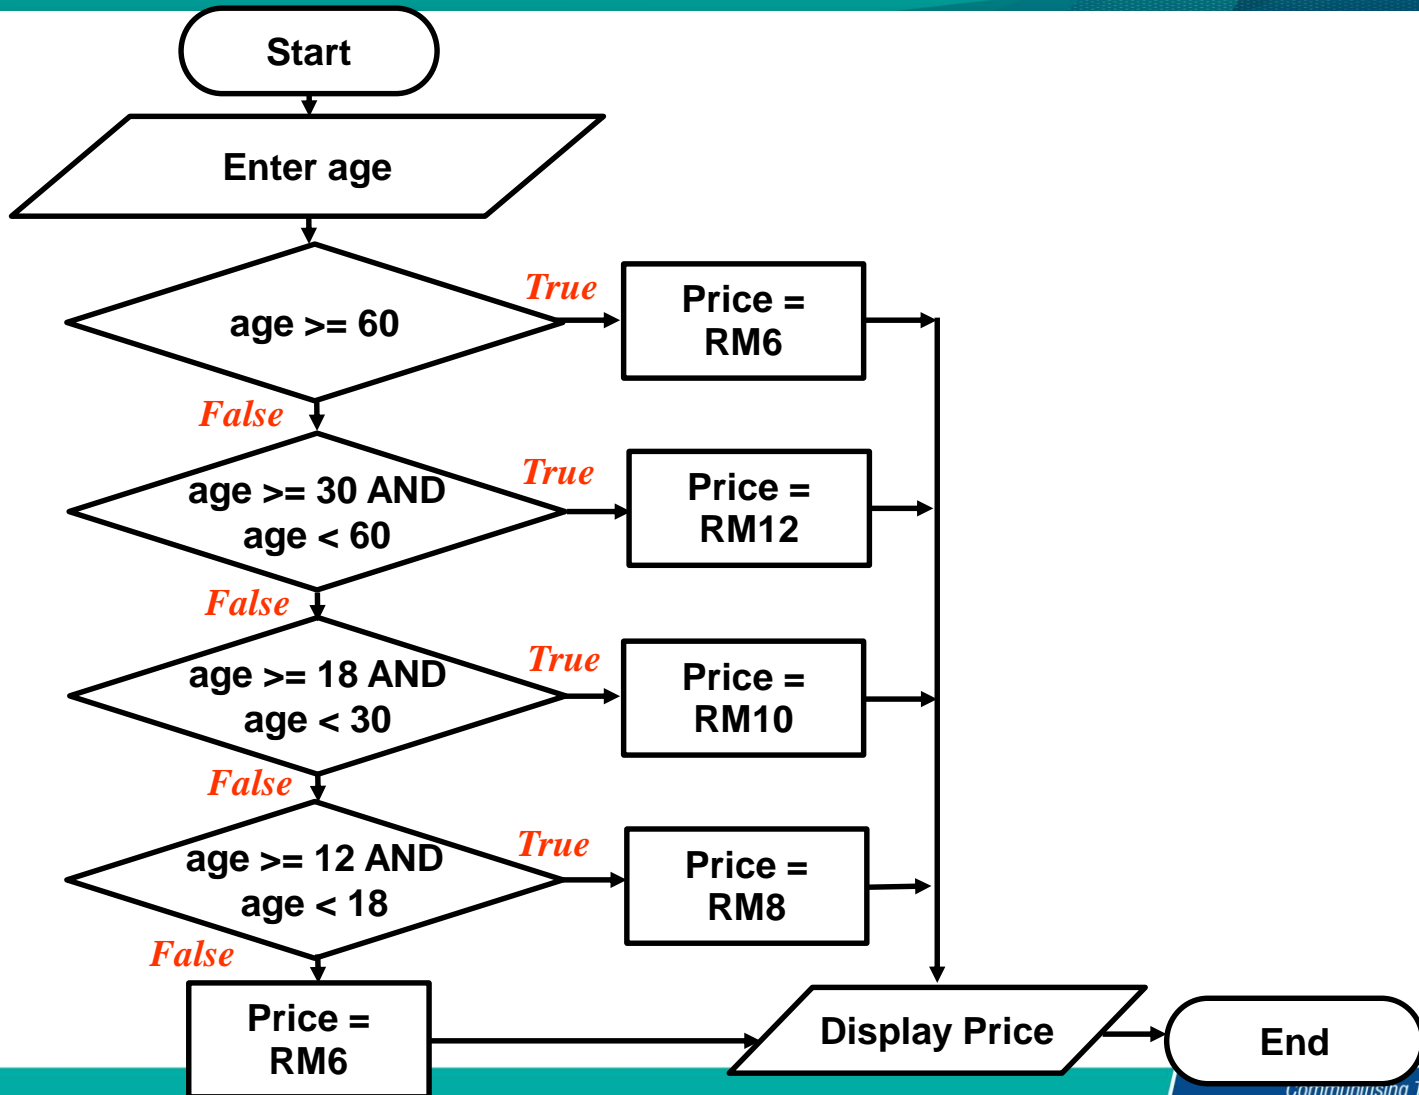 Start
Enter age
age >= 60
True
Price =
RM6
False
age >= 30 AND
age < 60
True
Price =
RM12
False
age >= 18 AND
age < 30
True
Price =
RM10
False
age >= 12 AND
age < 18
True
Price =
RM8
False
Price =
RM6
Display Price
End